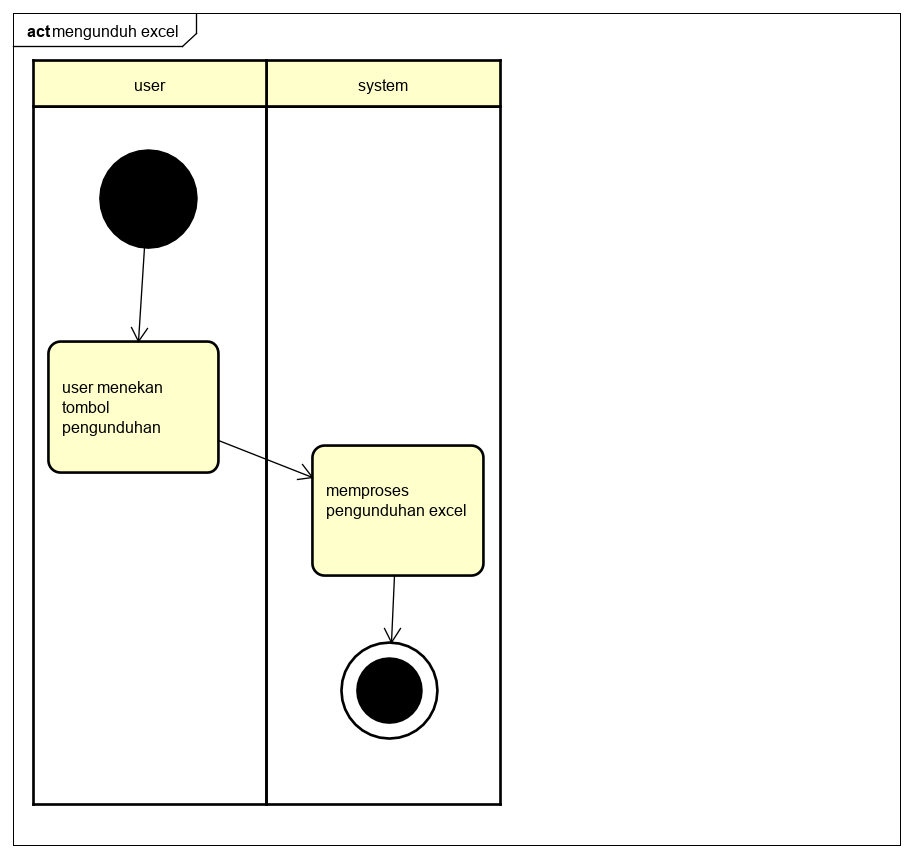 act mengunduh excel
user
system
user menekan
tombol
pengunduhan
memproses
pengunduhan excel